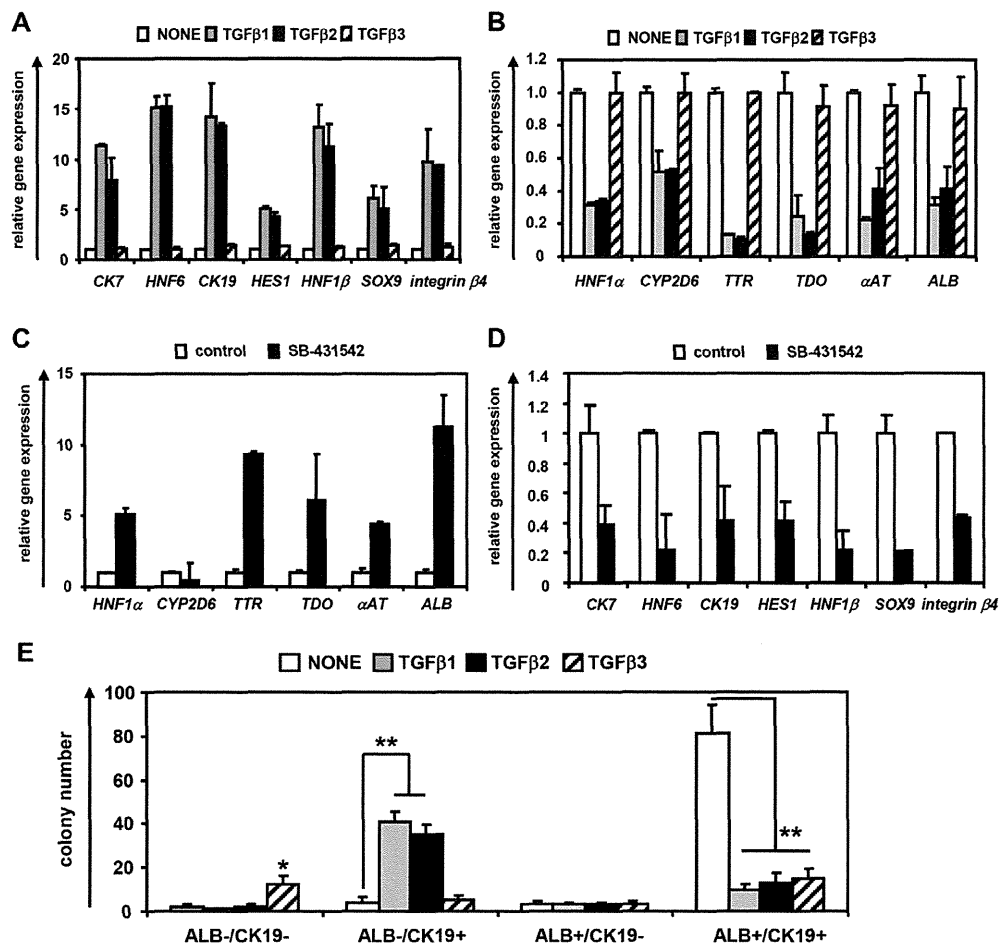 A
NONE TGFβ1 TGFβ2 TGFβ3
relative gene expression
20
15
10
5
0
CK7 HNF6 CK19 HES1 HNF1β SOX9 integrin β4
B
NONE TGFβ1 TGFβ2 TGFβ3
relative gene expression
1.2
1.0
0.8
0.6
0.4
0.2
0
HNF1α CYP2D6 TTR TDO αAT ALB
C
control SB-431542
relative gene expression
15
10
5
0
HNF1α CYP2D6 TTR TDO αAT ALB
D
control SB-431542
relative gene expression
1.4
1.2
1
0.8
0.6
0.4
0.2
0
CK7 HNF6 CK19 HES1 HNF1β SOX9 integrin β4
E
NONE TGFβ1 TGFβ2 TGFβ3
colony number
100
80
60
40
20
0
*
**
**
ALB-/CK19- ALB-/CK19+ ALB+/CK19- ALB+/CK19+